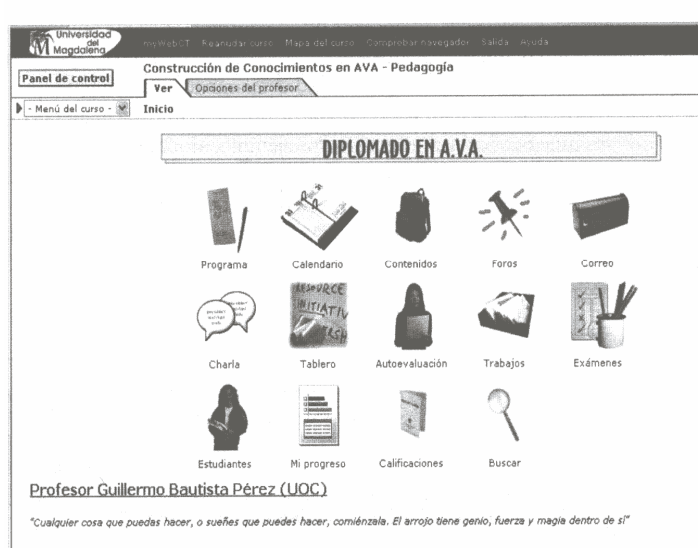 Universidad
del
Magdalena
myWebCT Reanudar curso Mapa del curso Comprobar navegador Salida Ayuda
Panel de control
Construcción de Conocimientos en AVA - Pedagogía
Ver Opciones del profesor
- Menú del curso -
Inicio
DIPLOMADO EN A.V.A.
Programa Calendario Contenidos Foros Correo
RESOURCE
INITIATIV
Charla Tablero Autoevaluación Trabajos Exámenes
Estudiantes Mi progreso Calificaciones Buscar
Profesor Guillermo Bautista Pérez (UOC)
"Cualquier cosa que puedas hacer, o sueñes que puedes hacer, comiénzala. El arrojo tiene genio, fuerza y magia dentro de sí"